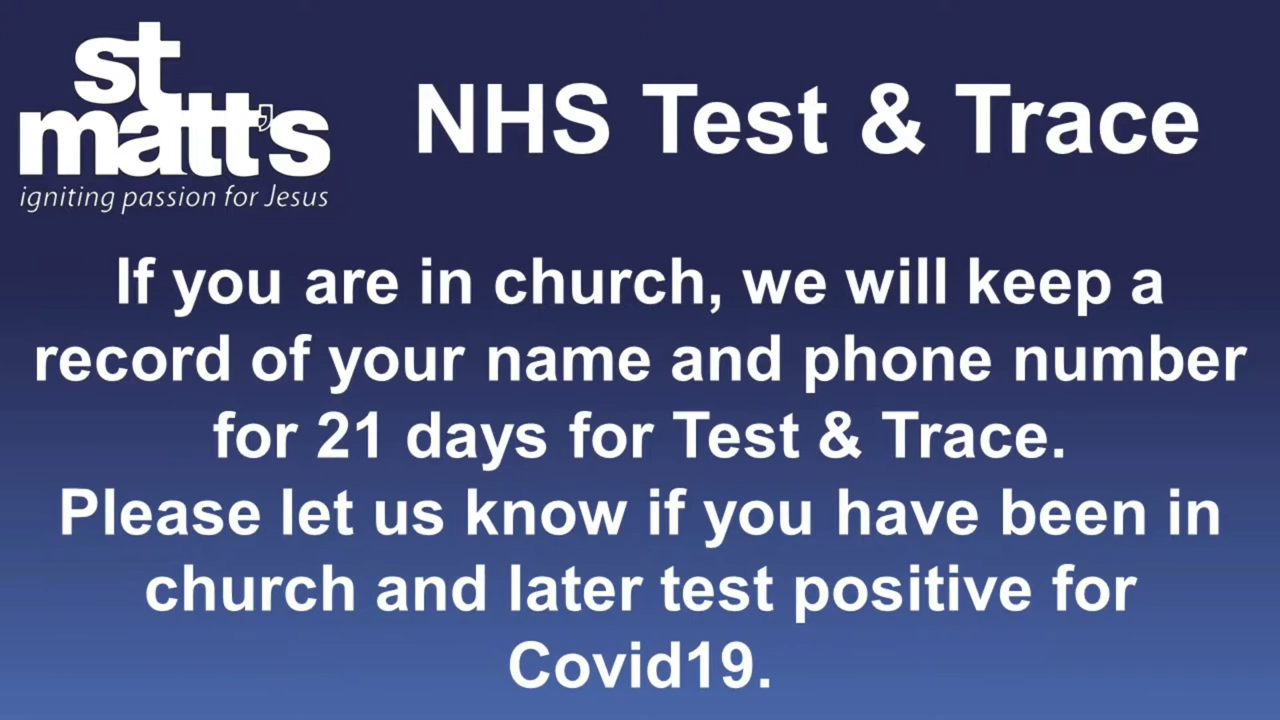 st
matt's
igniting passion for Jesus
NHS Test & Trace
If you are in church, we will keep a
record of your name and phone number
for 21 days for Test & Trace.
Please let us know if you have been in
church and later test positive for
Covid19.